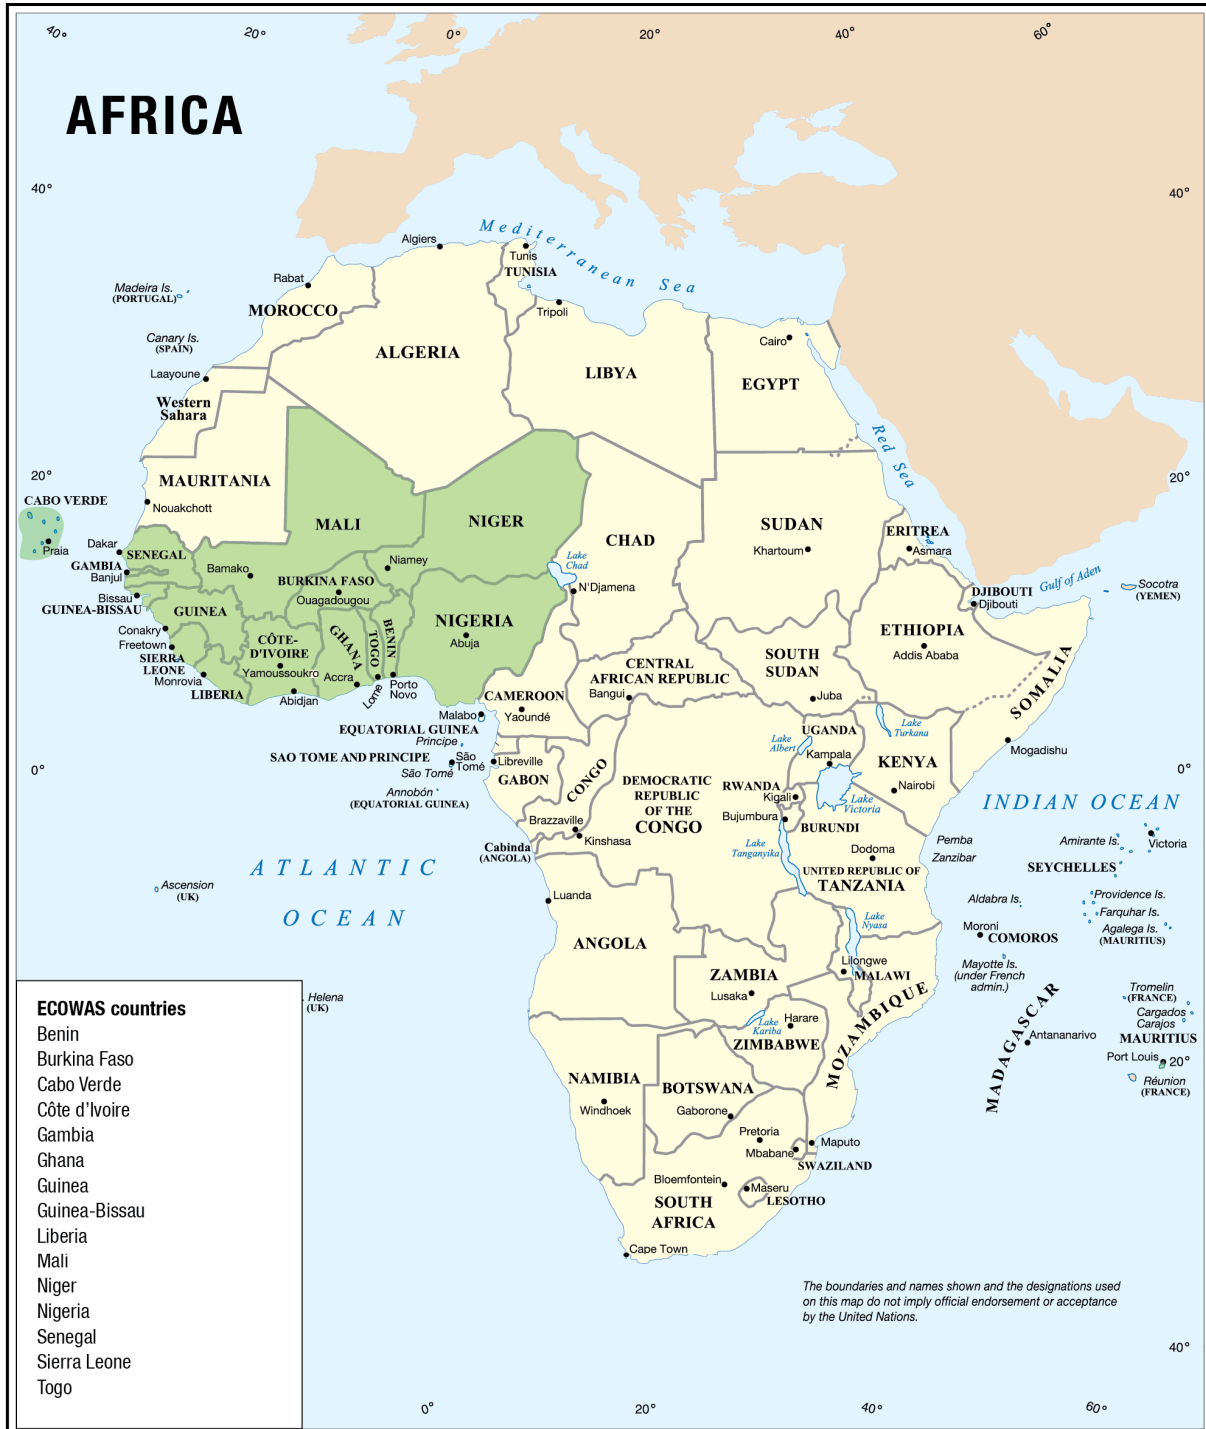 40°
20°
0°
20°
40°
60°
AFRICA
40°
40°
Mediterranean Sea
Algiers
Tunis
TUNISIA
Rabat
Madeira Is.
(PORTUGAL)
MOROCCO
Tripoli
Canary Is.
(SPAIN)
Cairo
ALGERIA
LIBYA
EGYPT
Laayoune
Western
Sahara
Red Sea
20°
20°
MAURITANIA
CABO VERDE
Nouakchott
MALI
NIGER
CHAD
SUDAN
ERITREA
Praia
Dakar
SENEGAL
Khartoum
Asmara
GAMBIA
Banjul
Bamako
Niamey
Lake
Chad
N'Djamena
BURKINA FASO
Ouagadougou
Gulf of Aden
Socotra
(YEMEN)
DJIBOUTI
Djibouti
Bissau
GUINEA-BISSAU
GUINEA
NIGERIA
Abuja
ETHIOPIA
Addis Ababa
Conakry
Freetown
SIERRA
LEONE
CÔTE-
D'IVOIRE
Yamoussoukro
GHANA
TOGO
BENIN
SOUTH
SUDAN
CENTRAL
AFRICAN REPUBLIC
Bangui
Monrovia
LIBERIA
Abidjan
Accra
Lome
Porto
Novo
CAMEROON
Yaoundé
Juba
SOMALIA
Malabo
EQUATORIAL GUINEA
Principe
SAO TOME AND PRINCIPE
São
Tomé
São Tomé
Libreville
GABON
CONGO
Lake
Albert
UGANDA
Kampala
Lake
Turkana
KENYA
Nairobi
Mogadishu
0°
0°
Annobón
(EQUATORIAL GUINEA)
DEMOCRATIC
REPUBLIC
OF THE
CONGO
RWANDA
Kigali
Lake
Victoria
INDIAN OCEAN
Brazzaville
Kinshasa
Bujumbura
BURUNDI
Cabinda
(ANGOLA)
Lake
Tanganyika
Dodoma
Pemba
Zanzibar
Amirante Is.
Victoria
SEYCHELLES
UNITED REPUBLIC OF
TANZANIA
ATLANTIC
OCEAN
Ascension
(UK)
Luanda
Aldabra Is.
Providence Is.
Farquhar Is.
Agalega Is.
(MAURITIUS)
Lake
Nyasa
Moroni
COMOROS
ANGOLA
ZAMBIA
Lusaka
Lilongwe
MALAWI
Mayotte Is.
(under French
admin.)
Helena
(UK)
Tromelin
(FRANCE)
Cargados
Carajos
MAURITIUS
Port Louis
20°
Réunion
(FRANCE)
Lake
Kariba
Harare
ZIMBABWE
MOZAMBIQUE
MADAGASCAR
Antananarivo
NAMIBIA
Windhoek
BOTSWANA
Gaborone
Pretoria
Mbabane
Maputo
SWAZILAND
Bloemfontein
Maseru
LESOTHO
SOUTH
AFRICA
Cape Town
The boundaries and names shown and the designations used
on this map do not imply official endorsement or acceptance
by the United Nations.
40°
ECOWAS countries
Benin
Burkina Faso
Cabo Verde
Côte d'Ivoire
Gambia
Ghana
Guinea
Guinea-Bissau
Liberia
Mali
Niger
Nigeria
Senegal
Sierra Leone
Togo
0°
20°
40°
60°